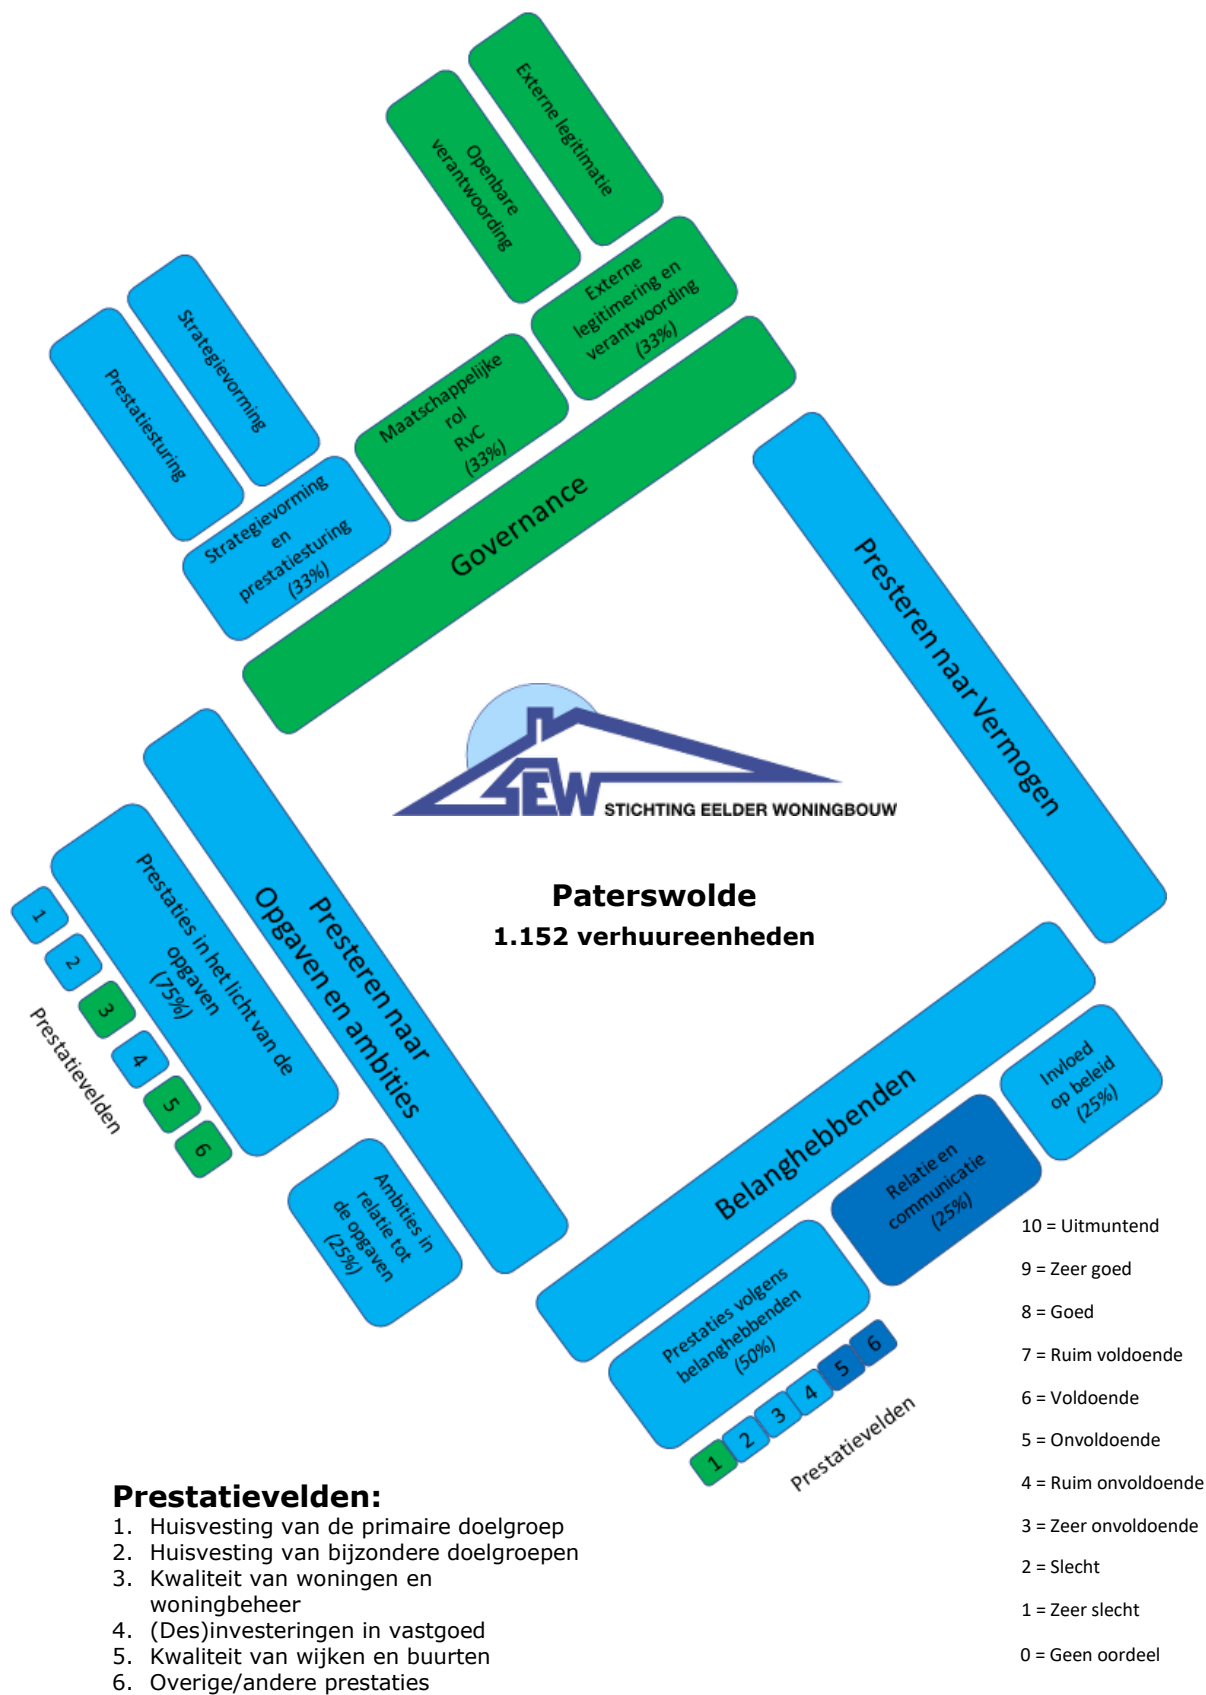 Externe legitimatie
Openbare
verantwoording
Externe
legitimering en
verantwoording
(33%)
Strategievorming
Prestatiesturing
Maatschappelijke
rol
RvC
(33%)
Strategievorming
en
prestatiesturing
(33%)
Governance
Presteren naar Vermogen
SEW STICHTING EELDER WONINGBOUW
Paterswolde
1.152 verhuureenheden
Presteren naar
Opgaven en ambities
Prestaties in het licht van de
opgaven
(75%)
1
2
3
4
5
6
Prestatievelden
Ambities in
relatie tot
de opgaven
(25%)
Belanghebbenden
Invloed
op beleid
(25%)
Relatie en
communicatie
(25%)
Prestaties volgens
belanghebbenden
(50%)
1
2
3
4
5
6
Prestatievelden
10 = Uitmuntend
9 = Zeer goed
8 = Goed
7 = Ruim voldoende
6 = Voldoende
5 = Onvoldoende
4 = Ruim onvoldoende
3 = Zeer onvoldoende
2 = Slecht
1 = Zeer slecht
0 = Geen oordeel
Prestatievelden:
1. Huisvesting van de primaire doelgroep
2. Huisvesting van bijzondere doelgroepen
3. Kwaliteit van woningen en
woningbeheer
4. (Des)investeringen in vastgoed
5. Kwaliteit van wijken en buurten
6. Overige/andere prestaties